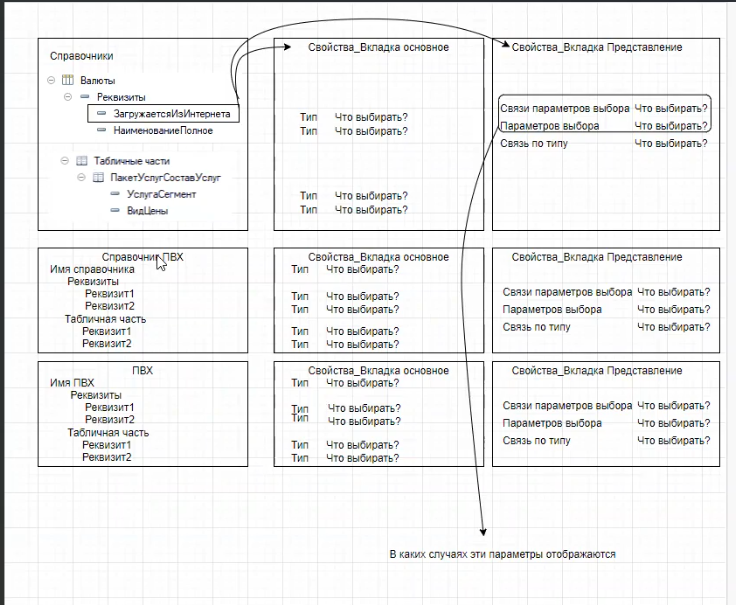 Справочники
Валюты
Реквизиты
ЗагружаетсяИзИнтернета
НаименованиеПолное
Табличные части
ПакетУслугСоставУслуг
УслугаСегмент
ВидЦены
Свойства_Вкладка основное
Тип Что выбирать?
Тип Что выбирать?
Тип Что выбирать?
Тип Что выбирать?
Свойства_Вкладка Представление
Связи параметров выбора Что выбирать?
Параметров выбора Что выбирать?
Связь по типу Что выбирать?
Справочник ПВХ
Имя справочника
Реквизиты
Реквизит1
Реквизит2
Табличная часть
Реквизит1
Реквизит2
Свойства_Вкладка основное
Тип Что выбирать?
Тип Что выбирать?
Тип Что выбирать?
Тип Что выбирать?
Тип Что выбирать?
Свойства_Вкладка Представление
Связи параметров выбора Что выбирать?
Параметров выбора Что выбирать?
Связь по типу Что выбирать?
ПВХ
Имя ПВХ
Реквизиты
Реквизит1
Реквизит2
Табличная часть
Реквизит1
Реквизит2
Свойства_Вкладка основное
Тип Что выбирать?
Тип Что выбирать?
Тип Что выбирать?
Тип Что выбирать?
Тип Что выбирать?
Свойства_Вкладка Представление
Связи параметров выбора Что выбирать?
Параметров выбора Что выбирать?
Связь по типу Что выбирать?
В каких случаях эти параметры отображаются